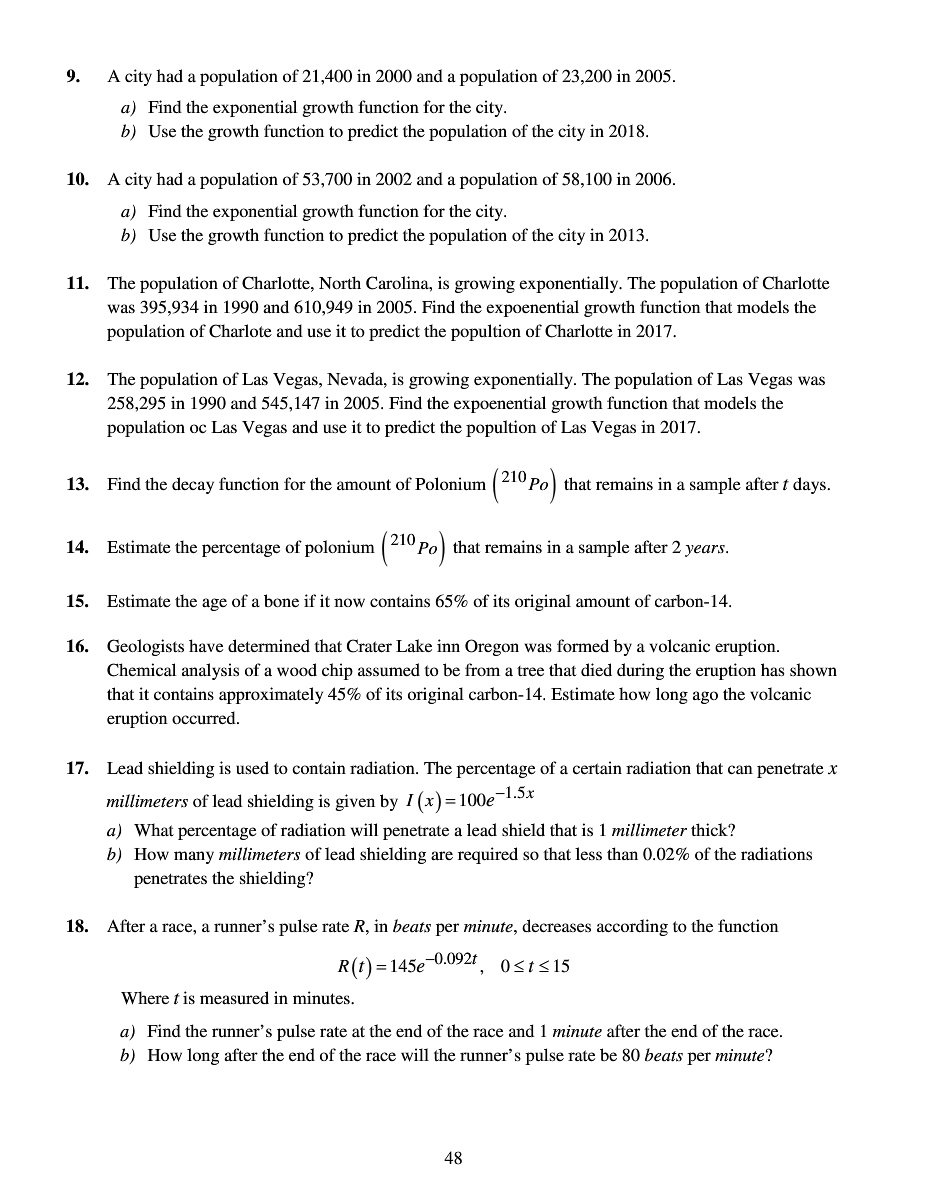 9. A city had a population of 21,400 in 2000 and a population of 23,200 in 2005.
a) Find the exponential growth function for the city.
b) Use the growth function to predict the population of the city in 2018.
10. A city had a population of 53,700 in 2002 and a population of 58,100 in 2006.
a) Find the exponential growth function for the city.
b) Use the growth function to predict the population of the city in 2013.
11. The population of Charlotte, North Carolina, is growing exponentially. The population of Charlotte
was 395,934 in 1990 and 610,949 in 2005. Find the expoenential growth function that models the
population of Charlote and use it to predict the popultion of Charlotte in 2017.
12. The population of Las Vegas, Nevada, is growing exponentially. The population of Las Vegas was
258,295 in 1990 and 545,147 in 2005. Find the expoenential growth function that models the
population oc Las Vegas and use it to predict the popultion of Las Vegas in 2017.
13. Find the decay function for the amount of Polonium (²¹⁰Po) that remains in a sample after t days.
14. Estimate the percentage of polonium (²¹⁰Po) that remains in a sample after 2 years.
15. Estimate the age of a bone if it now contains 65% of its original amount of carbon-14.
16. Geologists have determined that Crater Lake inn Oregon was formed by a volcanic eruption.
Chemical analysis of a wood chip assumed to be from a tree that died during the eruption has shown
that it contains approximately 45% of its original carbon-14. Estimate how long ago the volcanic
eruption occurred.
17. Lead shielding is used to contain radiation. The percentage of a certain radiation that can penetrate x
millimeters of lead shielding is given by I(x) = 100e^−1.5x
a) What percentage of radiation will penetrate a lead shield that is 1 millimeter thick?
b) How many millimeters of lead shielding are required so that less than 0.02% of the radiations
penetrates the shielding?
18. After a race, a runner’s pulse rate R, in beats per minute, decreases according to the function
R(t) = 145e^−0.092t, 0 ≤ t ≤ 15
Where t is measured in minutes.
a) Find the runner’s pulse rate at the end of the race and 1 minute after the end of the race.
b) How long after the end of the race will the runner’s pulse rate be 80 beats per minute?
48